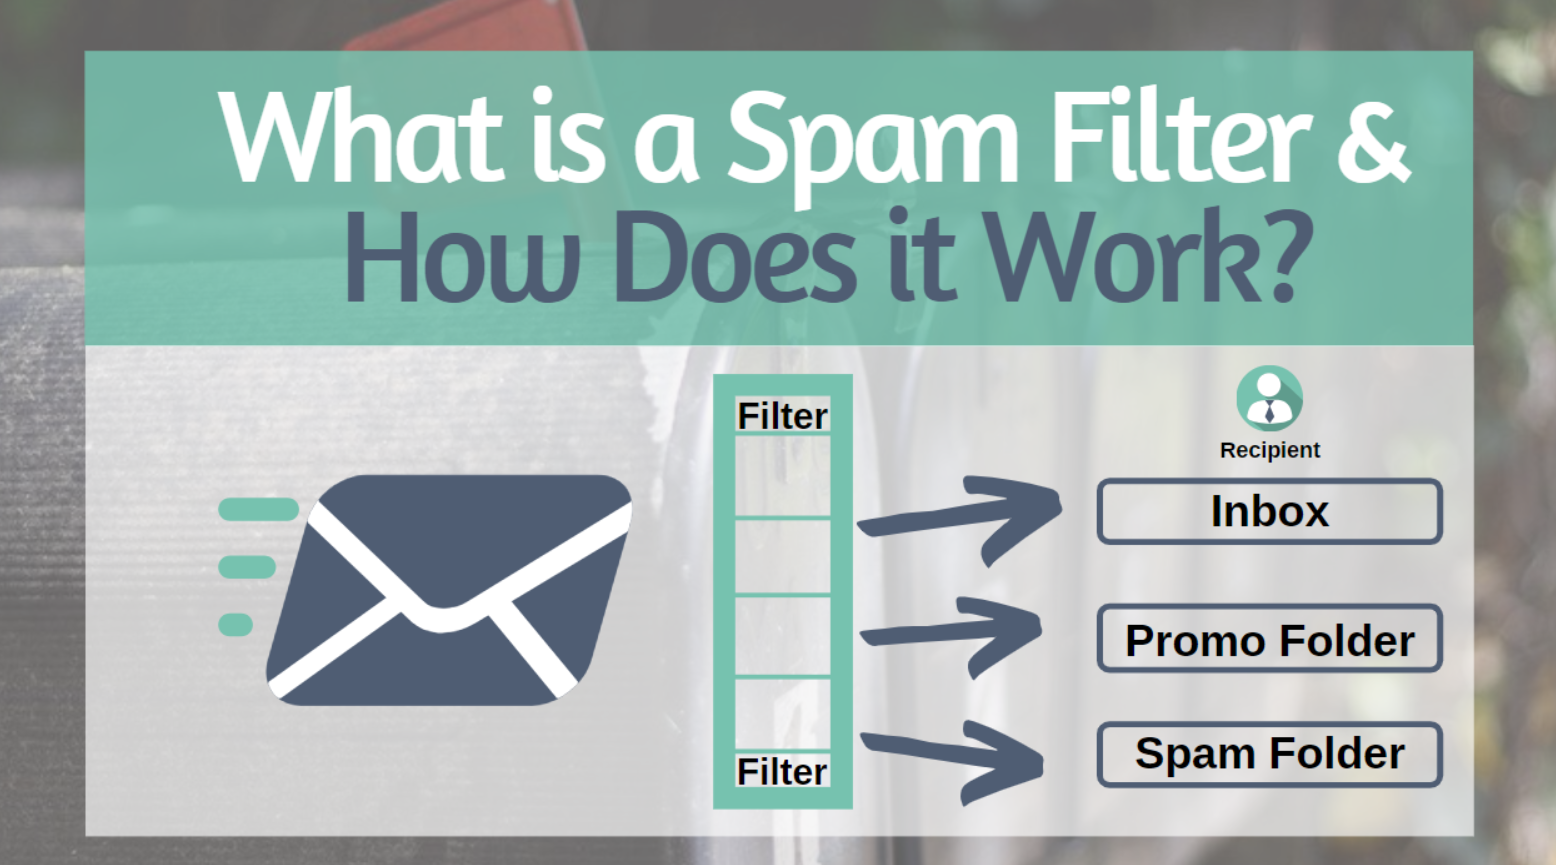 What is a Spam Filter &
How Does it Work?
Filter
Recipient
Inbox
Promo Folder
Spam Folder
Filter